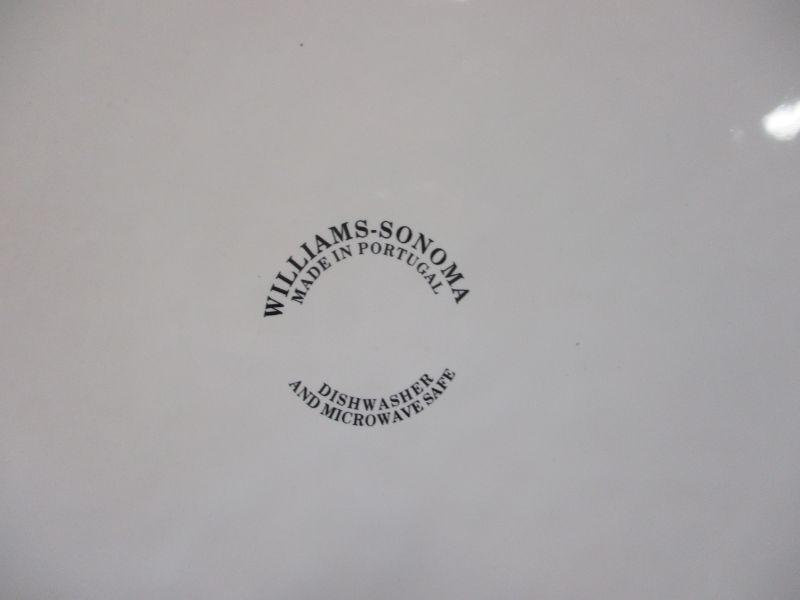 WILLIAMS-SONOMA
MADE IN PORTUGAL
DISHWASHER
AND MICROWAVE SAFE